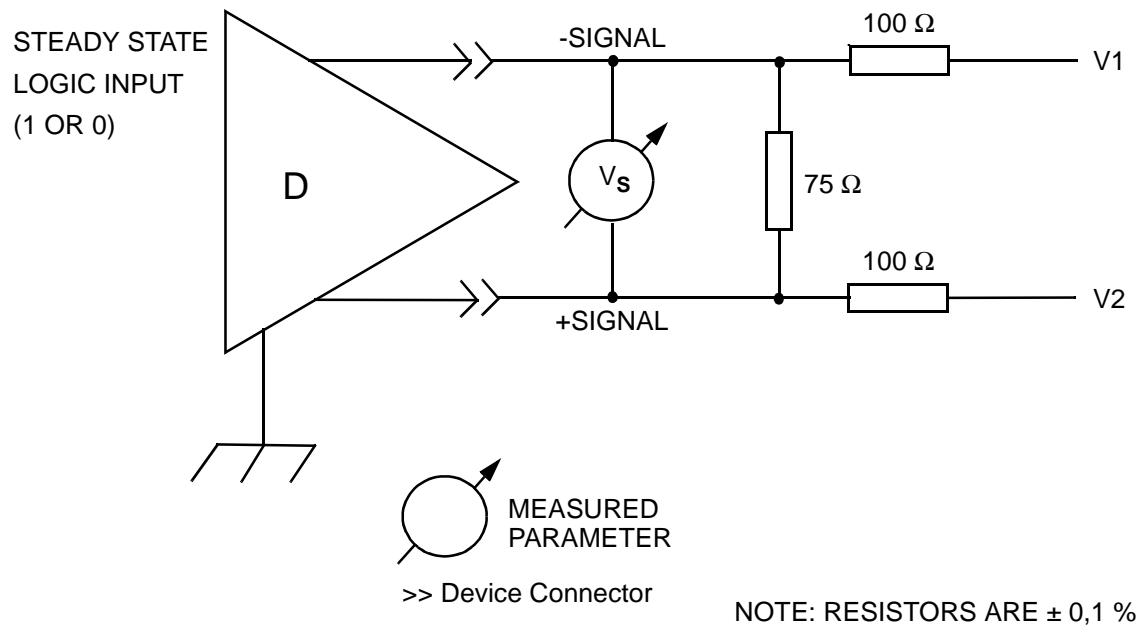 STEADY STATE
LOGIC INPUT
(1 OR 0)
D
-SIGNAL
100 Ω
V1
VS
75 Ω
100 Ω
V2
+SIGNAL
MEASURED
PARAMETER
>> Device Connector
NOTE: RESISTORS ARE ± 0,1 %